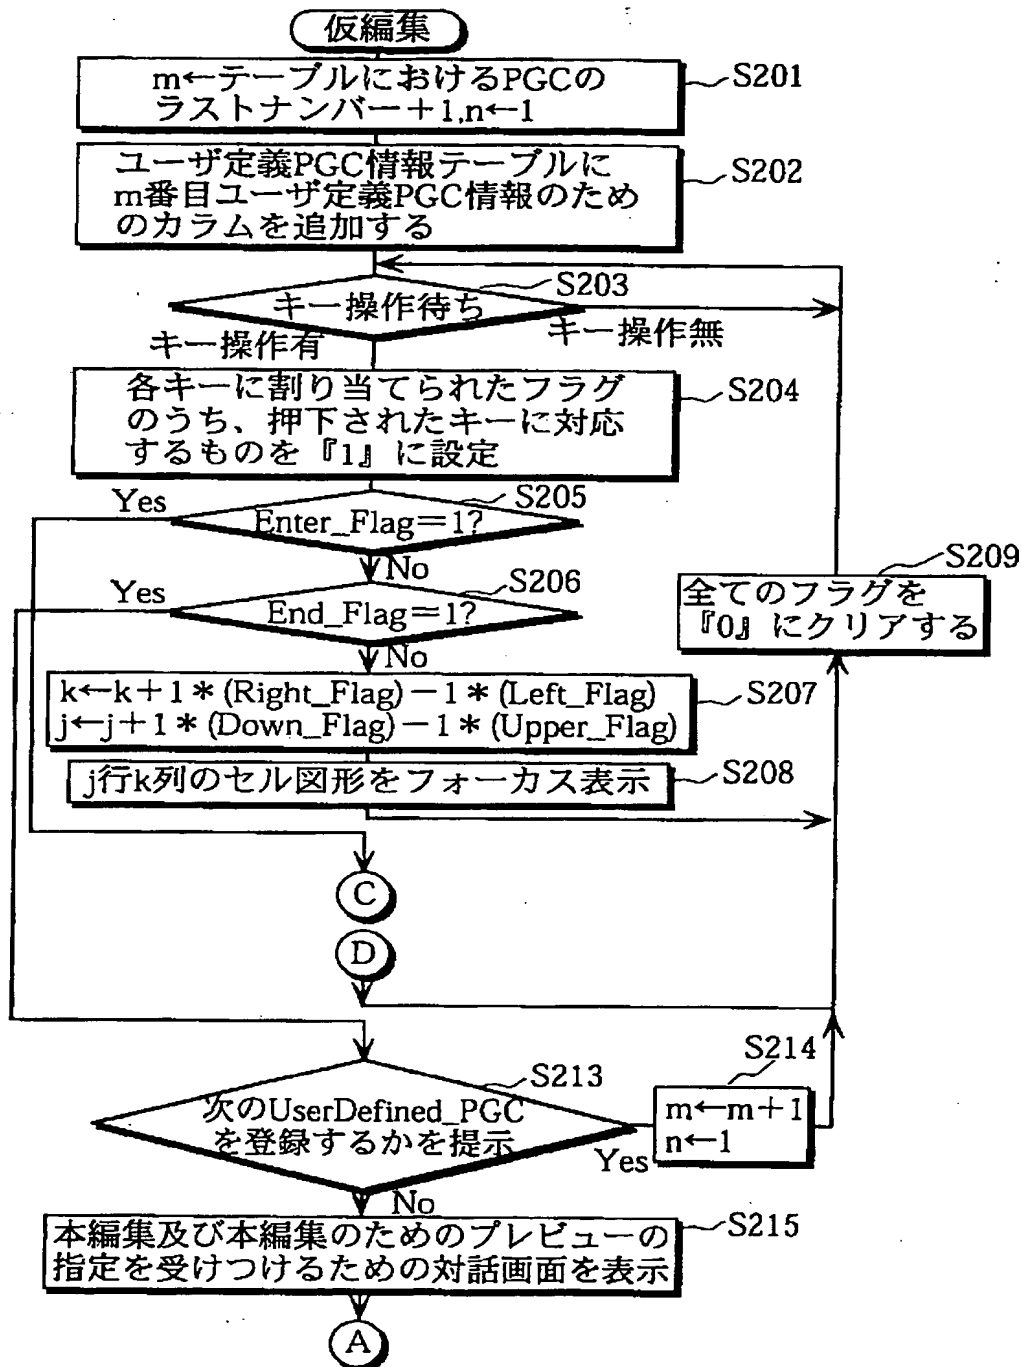 仮編集
m←テーブルにおけるPGCの
ラストナンバー＋1,n←1
S201
ユーザ定義PGC情報テーブルに
m番目ユーザ定義PGC情報のため
のカラムを追加する
S202
キー操作待ち
S203
キー操作有
キー操作無
各キーに割り当てられたフラグ
のうち、押下されたキーに対応
するものを『1』に設定
S204
Enter_Flag＝1?
S205
Yes
No
End_Flag＝1?
S206
Yes
No
全てのフラグを
『0』にクリアする
S209
k←k＋1＊(Right_Flag)－1＊(Left_Flag)
j←j＋1＊(Down_Flag)－1＊(Upper_Flag)
S207
j行k列のセル図形をフォーカス表示
S208
C
D
次のUserDefined_PGC
を登録するかを提示
S213
Yes
No
m←m＋1
n←1
S214
本編集及び本編集のためのプレビューの
指定を受けつけるための対話画面を表示
S215
A